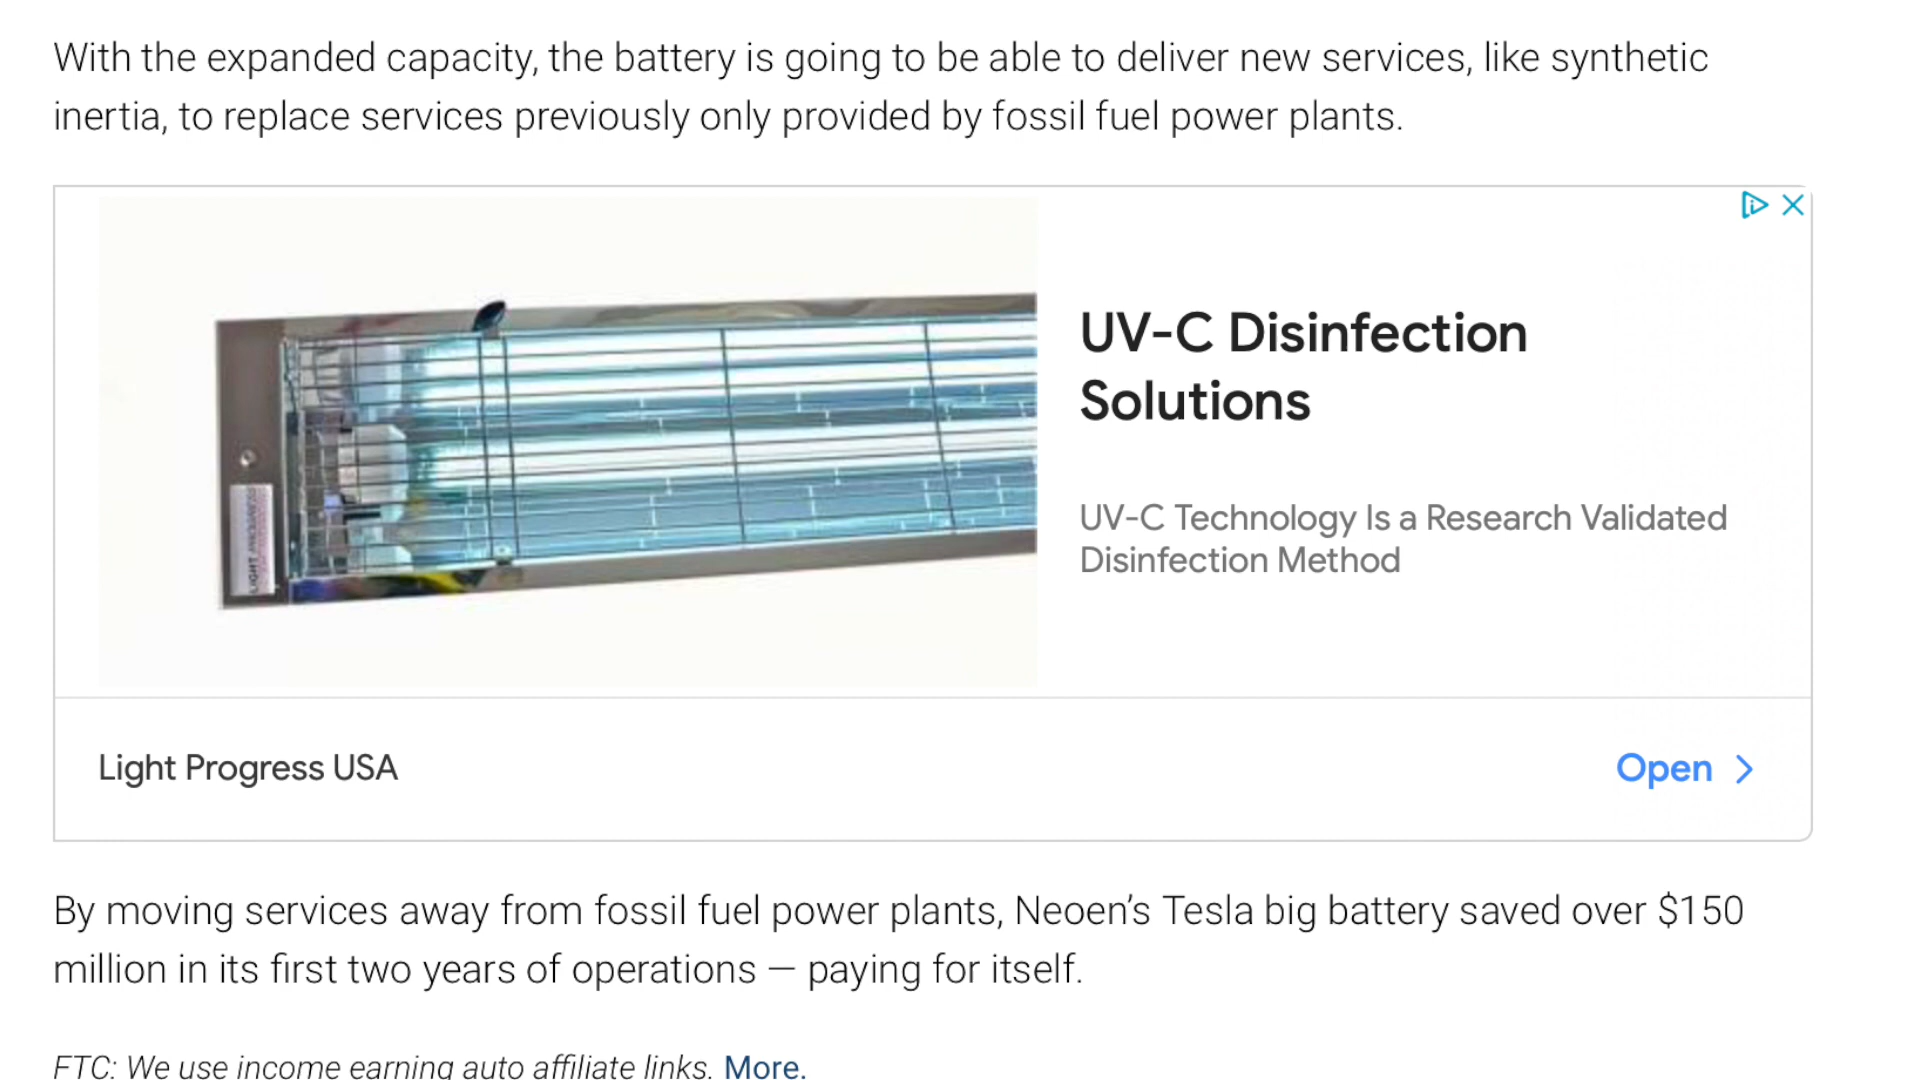 With the expanded capacity, the battery is going to be able to deliver new services, like synthetic
inertia, to replace services previously only provided by fossil fuel power plants.
LIGHT PROGRESS
UV-C Disinfection
Solutions
UV-C Technology Is a Research Validated
Disinfection Method
Light Progress USA
Open
By moving services away from fossil fuel power plants, Neoen’s Tesla big battery saved over $150
million in its first two years of operations — paying for itself.
FTC: We use income earning auto affiliate links. More.